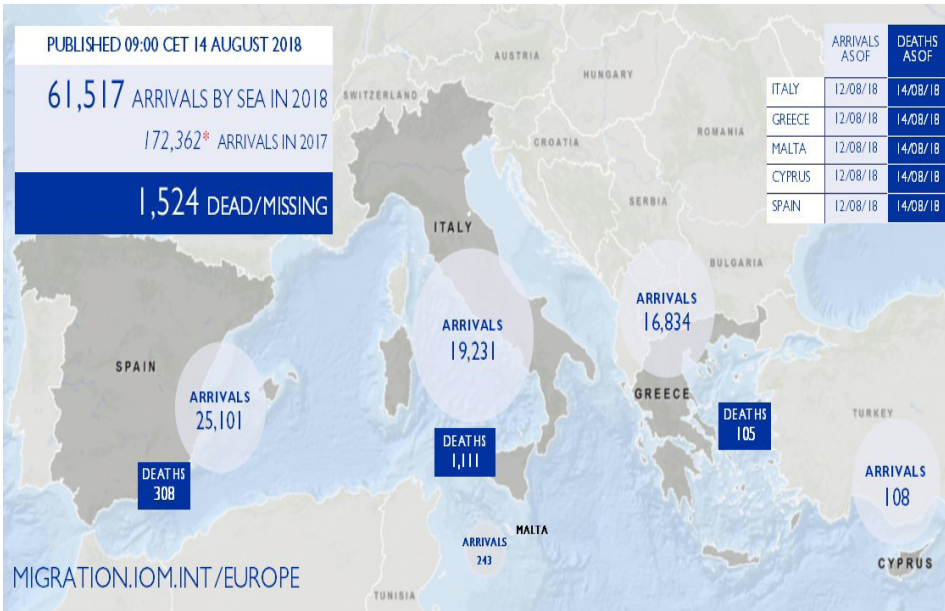 PUBLISHED 09:00 CET 14 AUGUST 2018
61,517 ARRIVALS BY SEA IN 2018
172,362* ARRIVALS IN 2017
1,524 DEAD/MISSING
ARRIVALS AS OF
DEATHS AS OF
ITALY 12/08/18 14/08/18
GREECE 12/08/18 14/08/18
MALTA 12/08/18 14/08/18
CYPRUS 12/08/18 14/08/18
SPAIN 12/08/18 14/08/18
AUSTRIA
HUNGARY
SWITZERLAND
CROATIA
ROMANIA
SERBIA
ITALY
BULGARIA
ARRIVALS
16,834
ARRIVALS
19,231
SPAIN
ARRIVALS
25,101
GREECE
DEATHS
105
TURKEY
DEATHS
1,111
DEATHS
308
ARRIVALS
108
MALTA
ARRIVALS
243
CYPRUS
MIGRATION.IOM.INT/EUROPE
TUNISIA